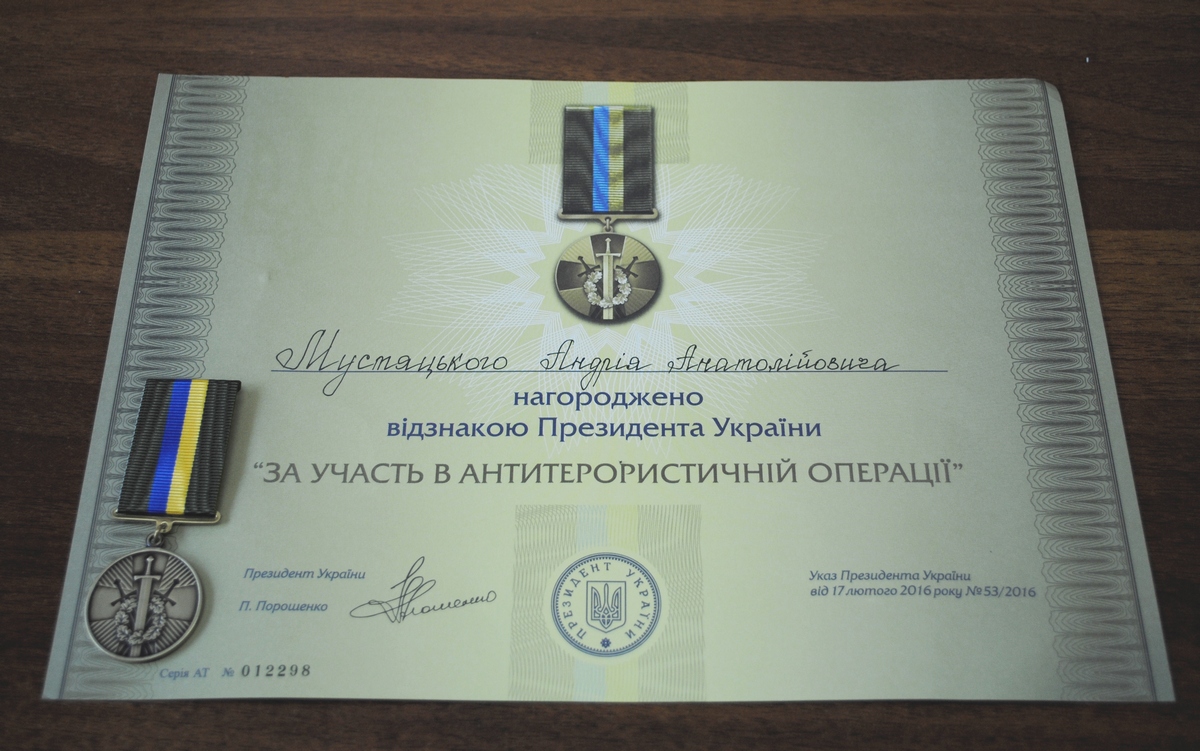 Мустяцького Андрія Анатолійовича
нагороджено
відзнакою Президента України
“ЗА УЧАСТЬ В АНТИТЕРОРИСТИЧНІЙ ОПЕРАЦІЇ”
Президент України
П. Порошенко
ПРЕЗИДЕНТ УКРАЇНИ
Указ Президента України
від 17 лютого 2016 року №53/2016
Серія АТ № 012298